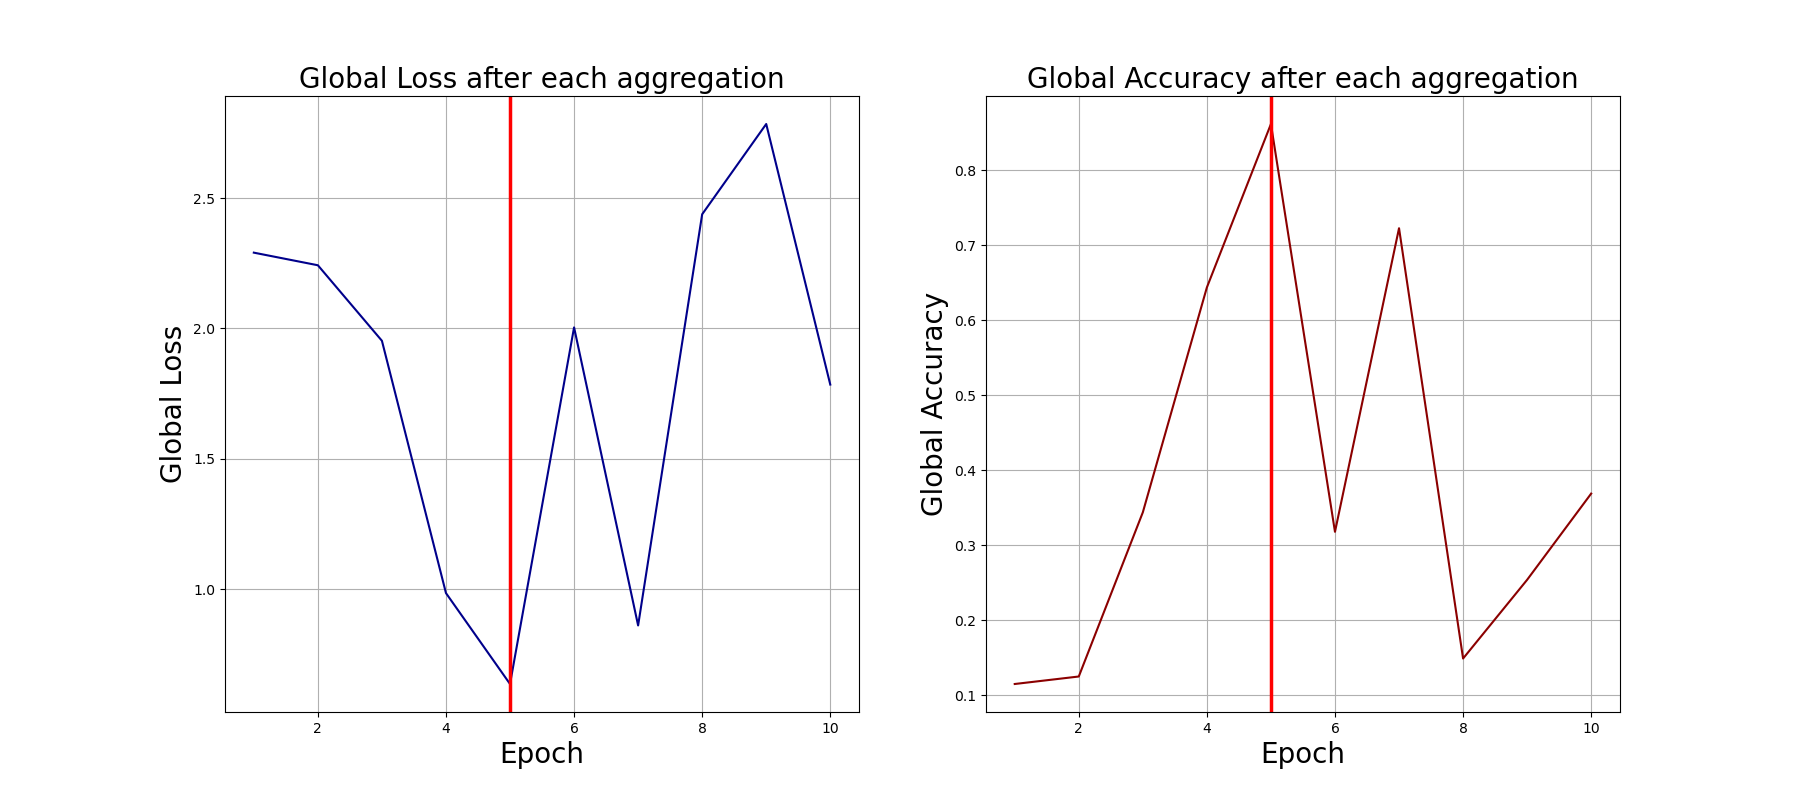 Global Loss after each aggregation
Global Loss
2.5
2.0
1.5
1.0
2 4 6 8 10
Epoch
Global Accuracy after each aggregation
Global Accuracy
0.8
0.7
0.6
0.5
0.4
0.3
0.2
0.1
2 4 6 8 10
Epoch